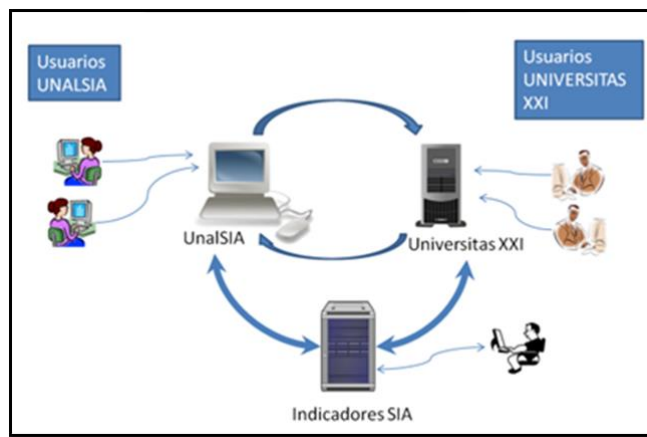 Usuarios
UNALSIA
Usuarios
UNIVERSITAS
XXI
UnalSIA
Universitas XXI
Indicadores SIA